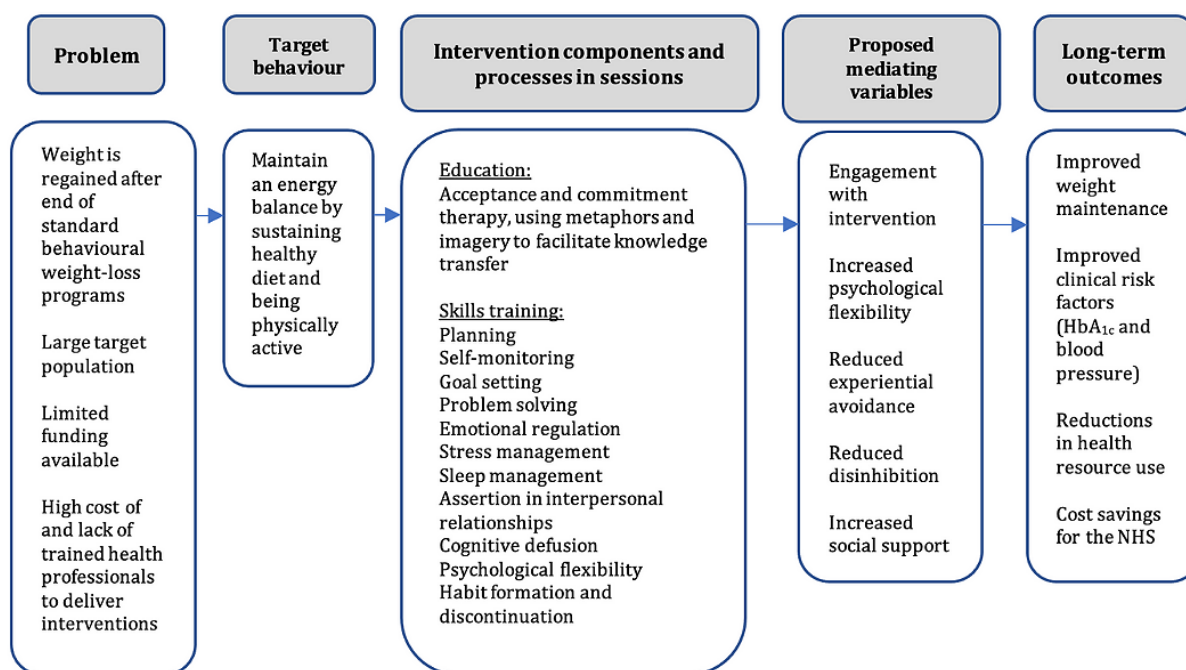 Problem
Weight is
regained after
end of
standard
behavioural
weight-loss
programs
Large target
population
Limited
funding
available
High cost of
and lack of
trained health
professionals
to deliver
interventions
Target
behaviour
Maintain
an energy
balance by
sustaining
healthy
diet and
being
physically
active
Intervention components and
processes in sessions
Education:
Acceptance and commitment
therapy, using metaphors and
imagery to facilitate knowledge
transfer
Skills training:
Planning
Self-monitoring
Goal setting
Problem solving
Emotional regulation
Stress management
Sleep management
Assertion in interpersonal
relationships
Cognitive defusion
Psychological flexibility
Habit formation and
discontinuation
Proposed
mediating
variables
Engagement
with
intervention
Increased
psychological
flexibility
Reduced
experiential
avoidance
Reduced
disinhibition
Increased
social support
Long-term
outcomes
Improved
weight
maintenance
Improved
clinical risk
factors
(HbA1c and
blood
pressure)
Reductions
in health
resource use
Cost savings
for the NHS